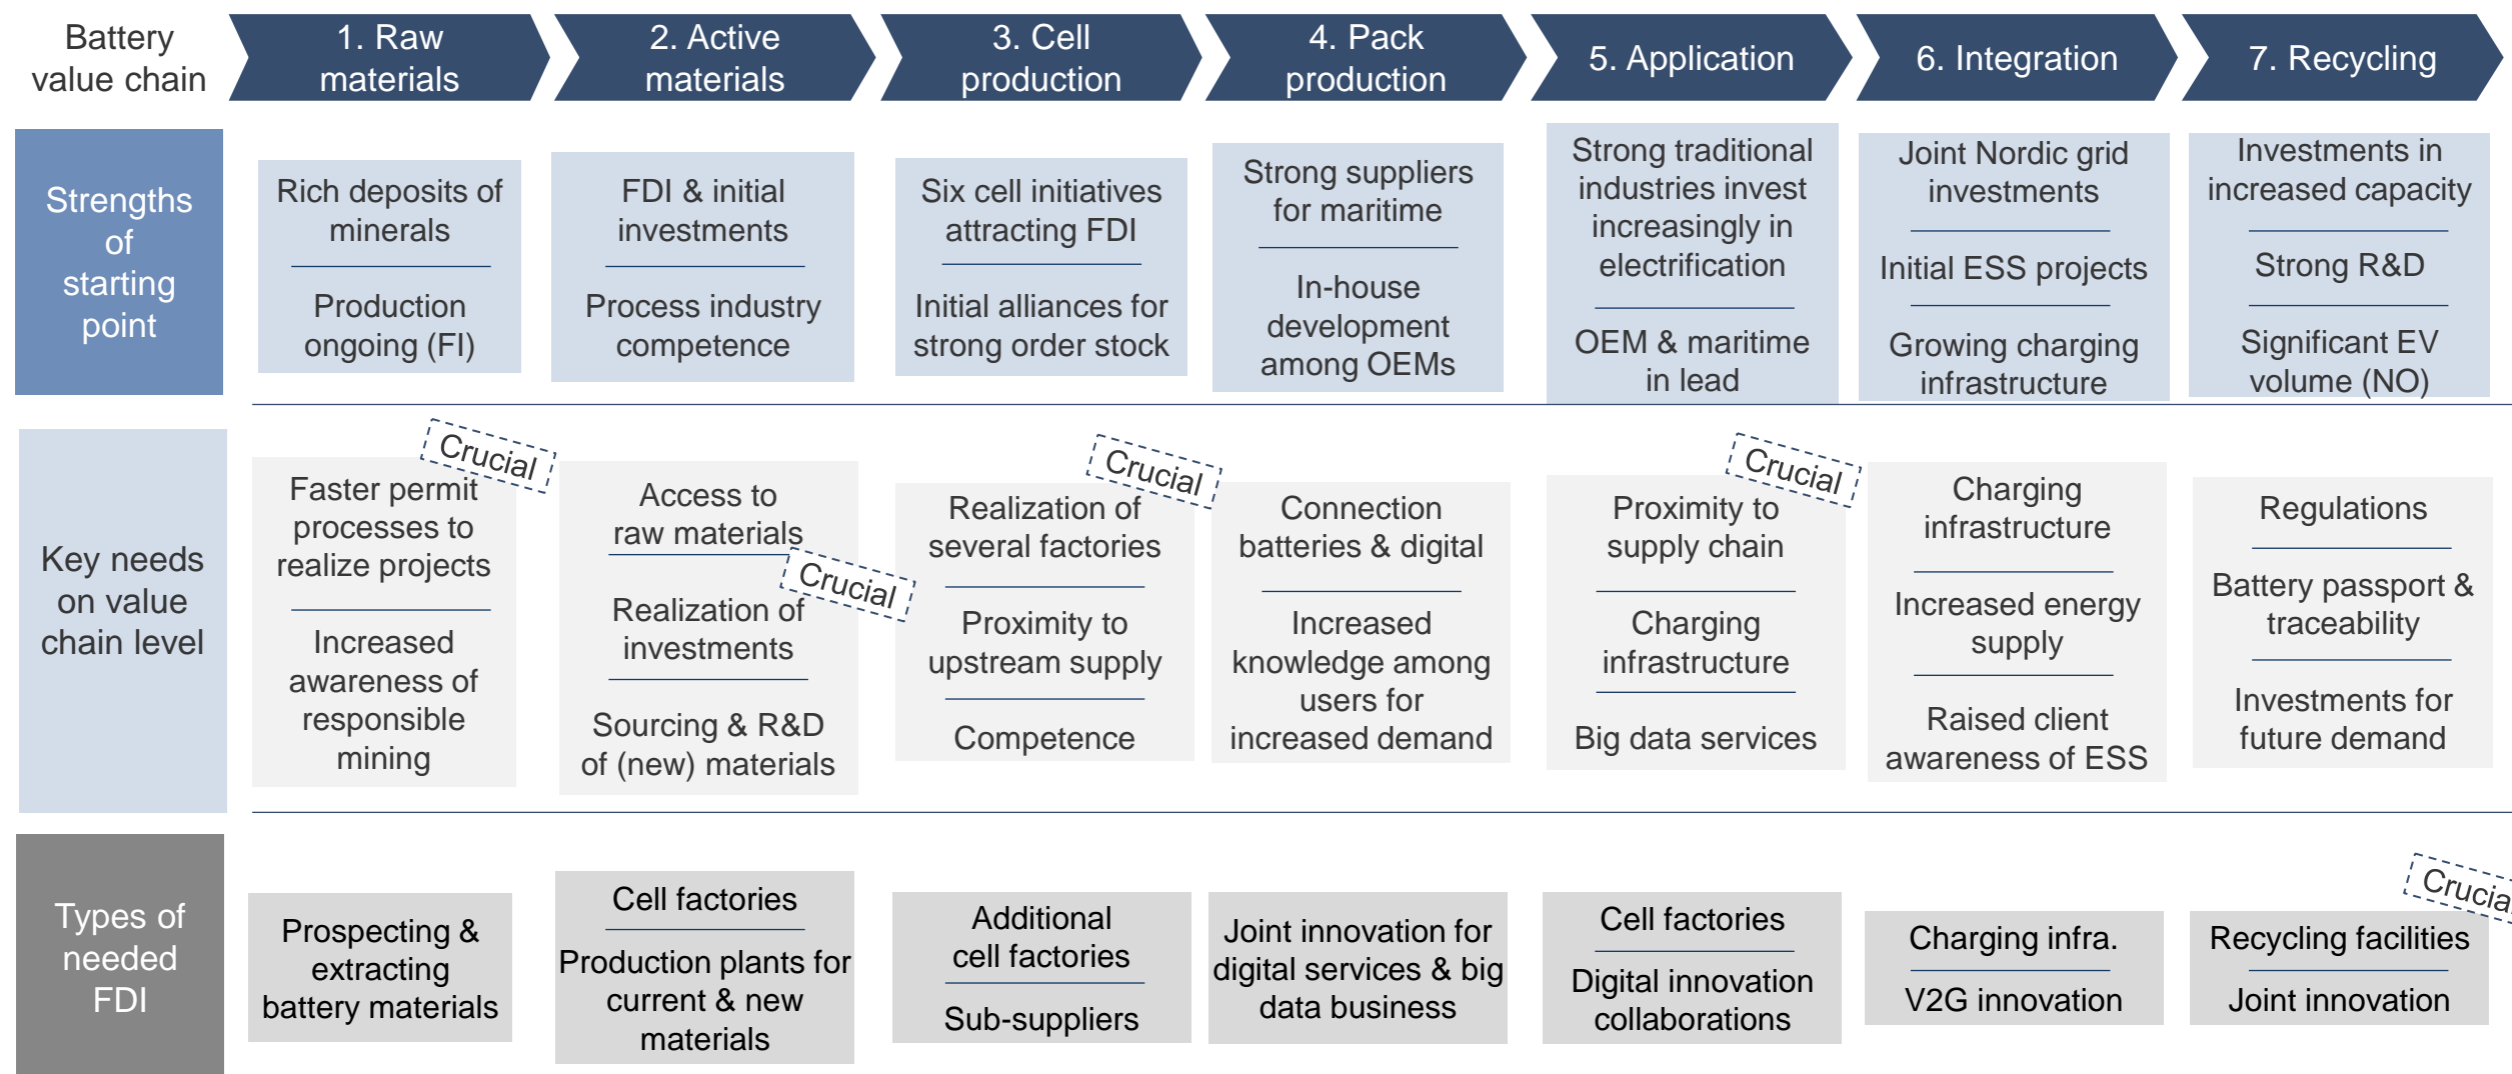 Battery
value chain
1. Raw
materials
2. Active
materials
3. Cell
production
4. Pack
production
5. Application
6. Integration
7. Recycling
Strengths
of
starting
point
Rich deposits of
minerals
Production
ongoing (FI)
FDI & initial
investments
Process industry
competence
Six cell initiatives
attracting FDI
Initial alliances for
strong order stock
Strong suppliers
for maritime
In-house
development
among OEMs
Strong traditional
industries invest
increasingly in
electrification
OEM & maritime
in lead
Joint Nordic grid
investments
Initial ESS projects
Growing charging
infrastructure
Investments in
increased capacity
Strong R&D
Significant EV
volume (NO)
Key needs
on value
chain level
Crucial
Faster permit
processes to
realize projects
Increased
awareness of
responsible
mining
Access to
raw materials
Crucial
Realization of
investments
Sourcing & R&D
of (new) materials
Crucial
Realization of
several factories
Proximity to
upstream supply
Competence
Connection
batteries & digital
Increased
knowledge among
users for
increased demand
Crucial
Proximity to
supply chain
Charging
infrastructure
Big data services
Charging
infrastructure
Increased energy
supply
Raised client
awareness of ESS
Regulations
Battery passport &
traceability
Investments for
future demand
Types of
needed
FDI
Prospecting &
extracting
battery materials
Cell factories
Production plants for
current & new
materials
Additional
cell factories
Sub-suppliers
Joint innovation for
digital services & big
data business
Cell factories
Digital innovation
collaborations
Charging infra.
V2G innovation
Crucial
Recycling facilities
Joint innovation